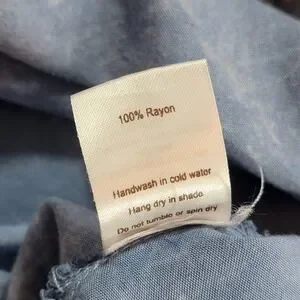 100% Rayon
Handwash in cold water
Hang dry in shade
Do not tumble or spin dry